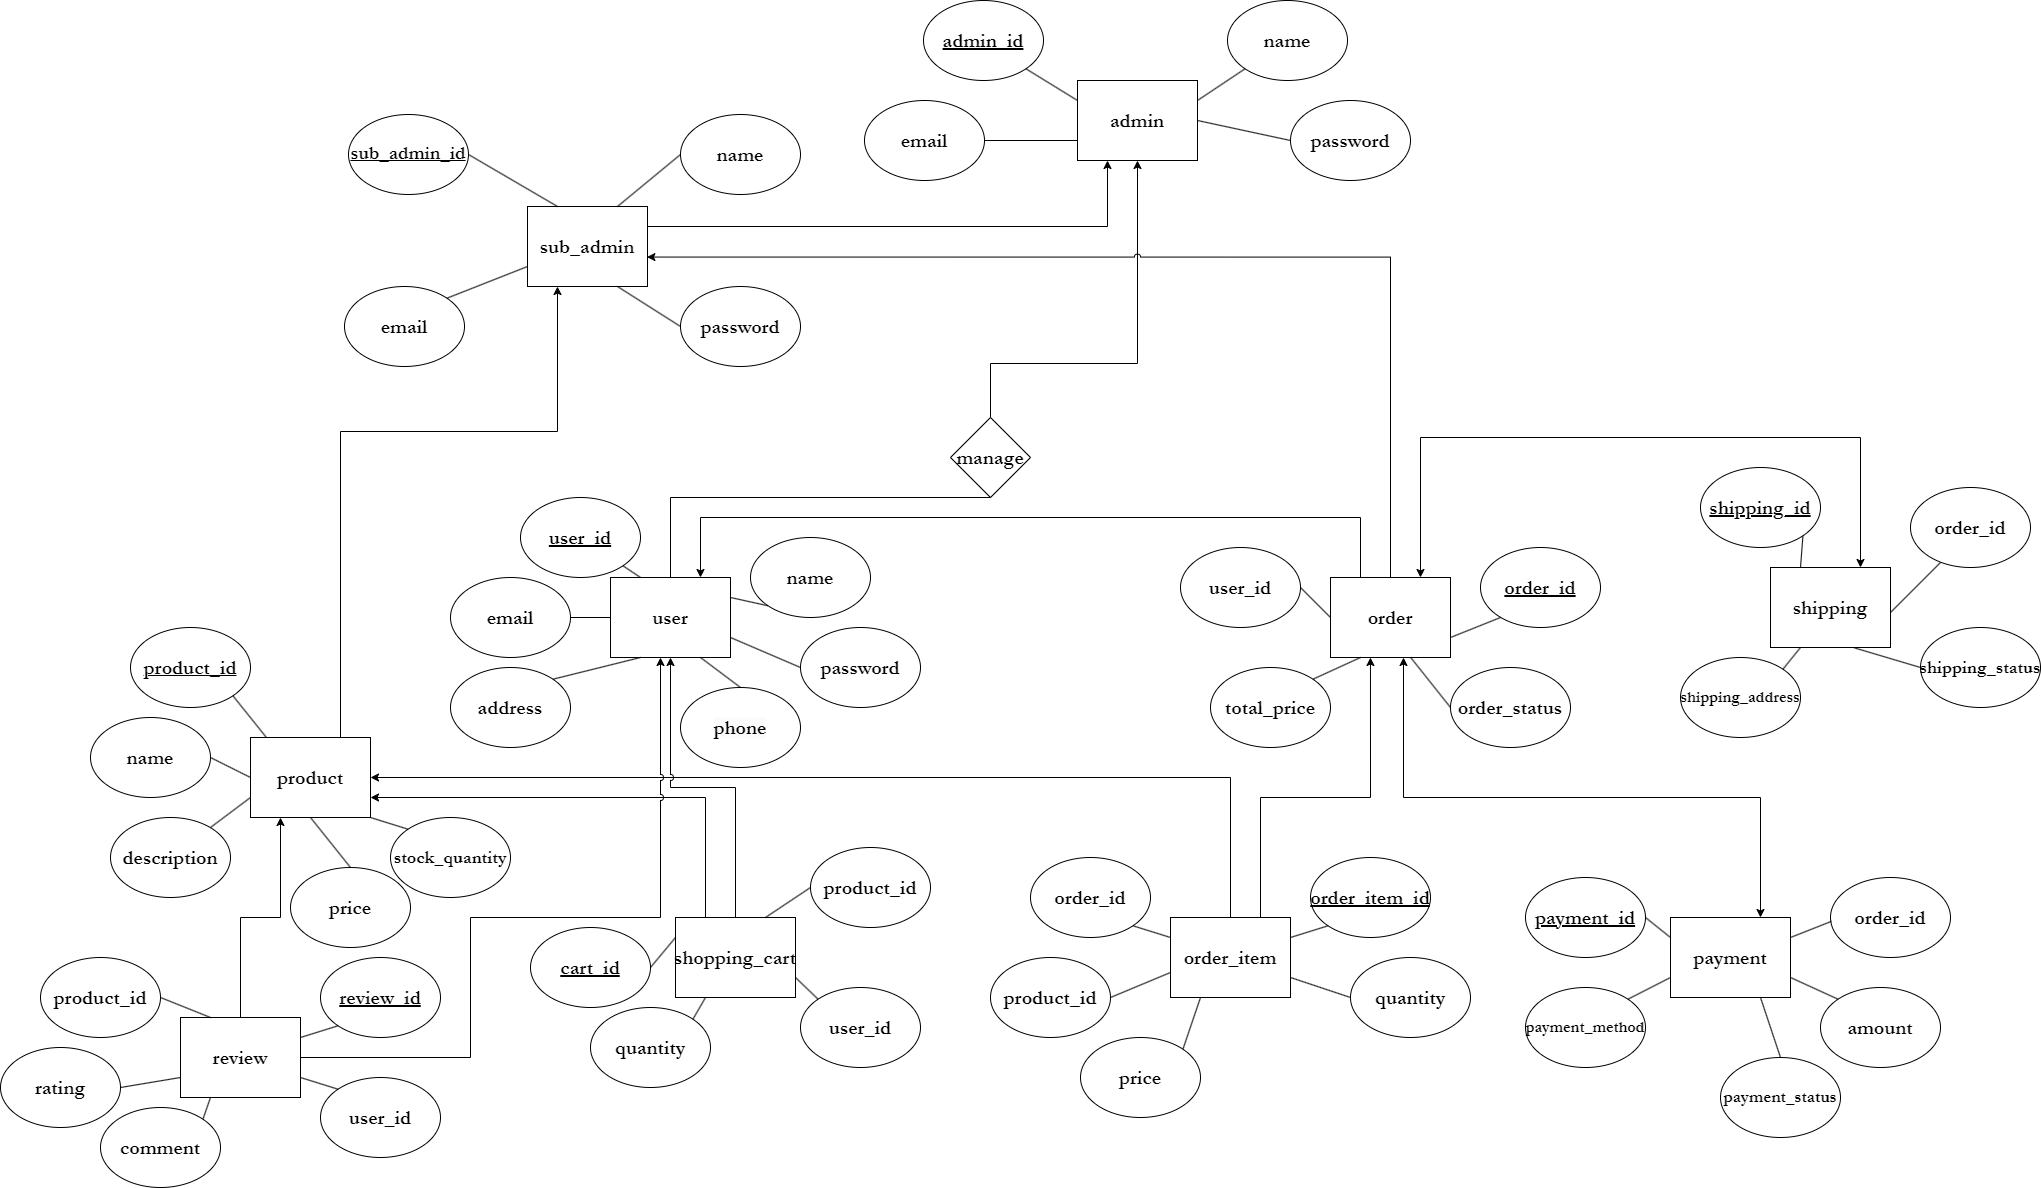 admin_id
name
admin
email
password
sub_admin_id
name
sub_admin
email
password
manage
user_id
name
email
user
password
address
phone
user_id
order
order_id
total_price
order_status
shipping_id
order_id
shipping
shipping_status
shipping_address
product_id
name
product
description
stock_quantity
price
product_id
review_id
review
rating
user_id
comment
product_id
shopping_cart
cart_id
user_id
quantity
order_id
order_item_id
order_item
product_id
quantity
price
payment_id
order_id
payment
payment_method
amount
payment_status